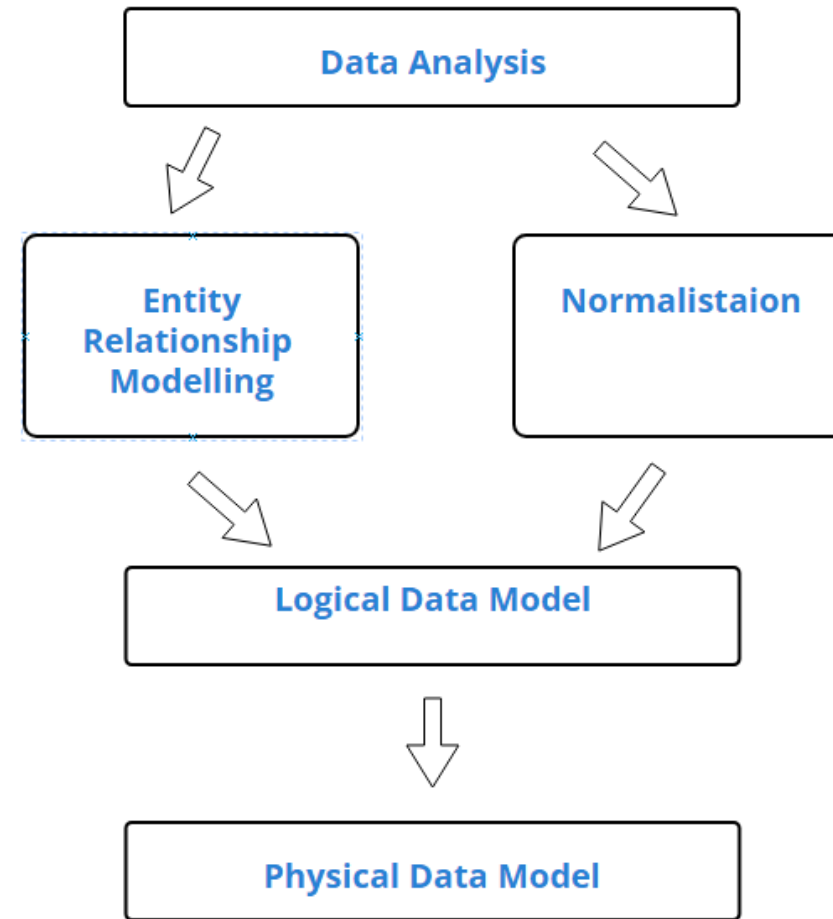 Data Analysis
Entity
Relationship
Modelling
Normalistaion
Logical Data Model
Physical Data Model